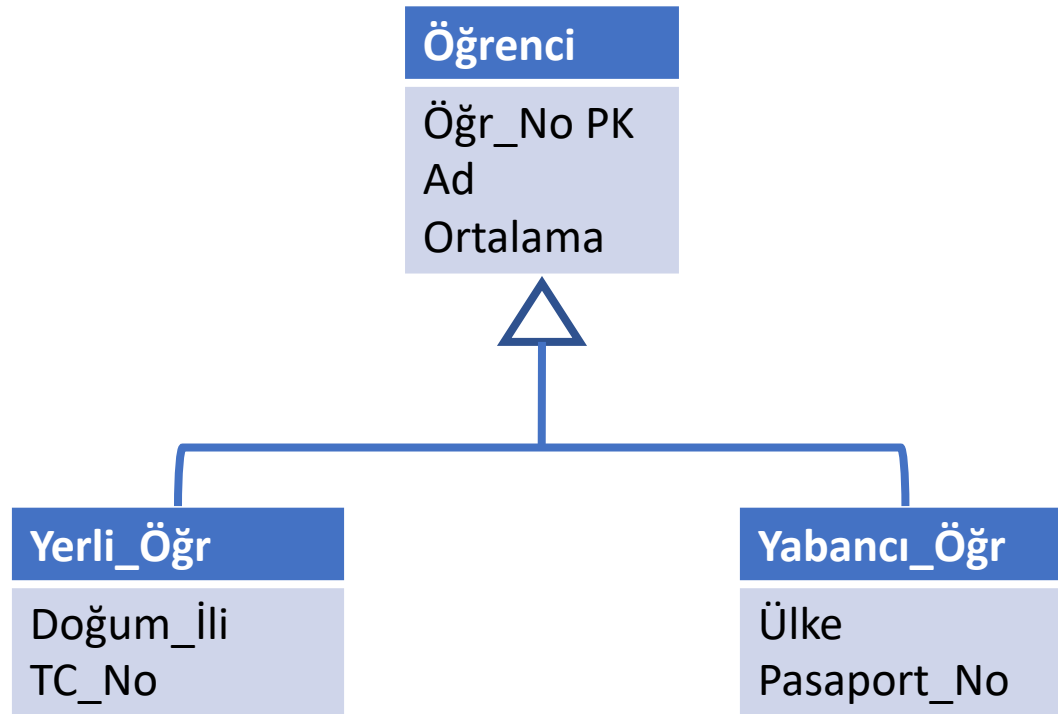 Öğrenci
Öğr_No PK
Ad
Ortalama
Yerli_Öğr
Doğum_İli
TC_No
Yabancı_Öğr
Ülke
Pasaport_No